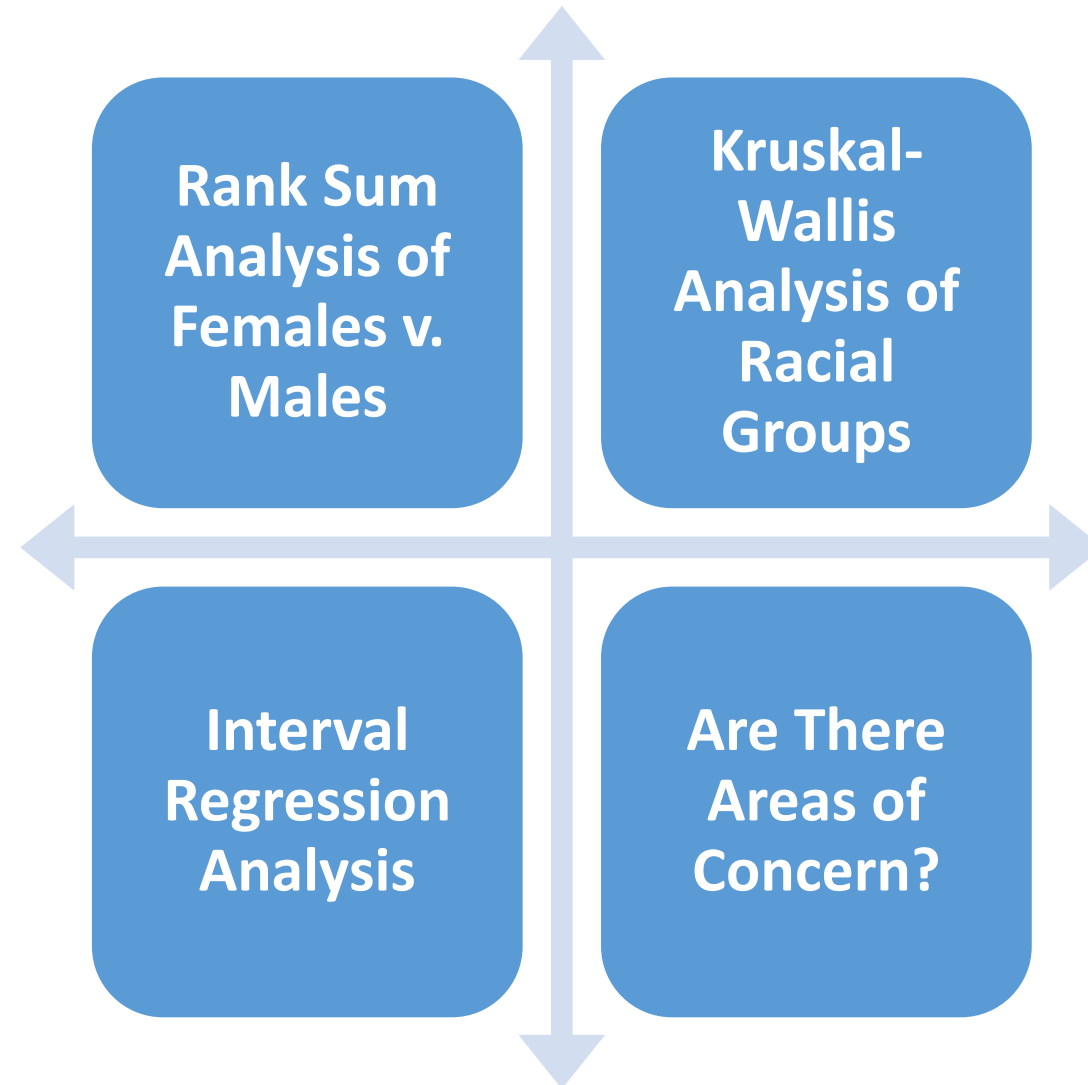 Rank Sum
Analysis of
Females v.
Males
Kruskal-
Wallis
Analysis of
Racial
Groups
Interval
Regression
Analysis
Are There
Areas of
Concern?